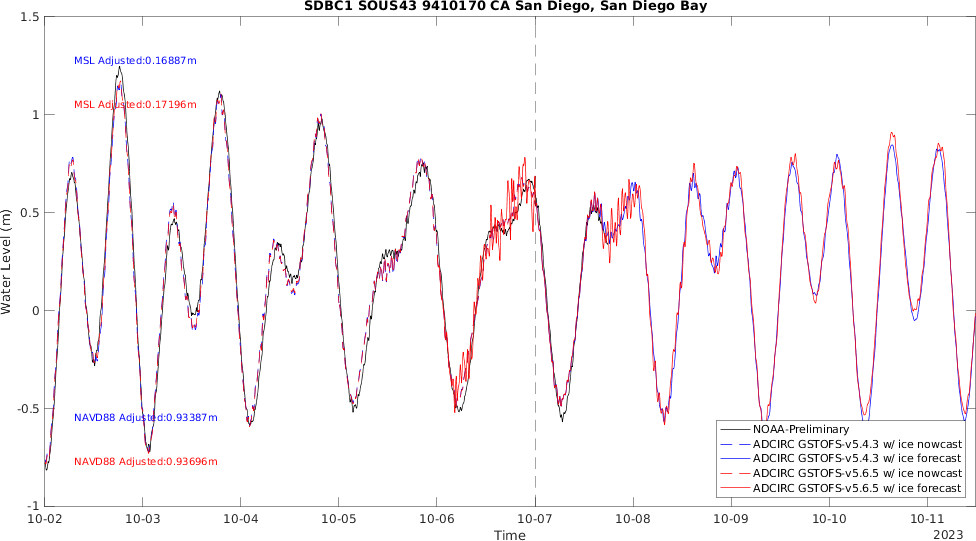 SDBC1 SOUS43 9410170 CA San Diego, San Diego Bay
1.5
MSL Adjusted:0.16887m
MSL Adjusted:0.17196m
1
0.5
Water Level (m)
0
-0.5
NAVD88 Adjusted:0.93387m
NAVD88 Adjusted:0.93696m
-1
NOAA-Preliminary
ADCIRC GSTOFS-v5.4.3 w/ ice nowcast
ADCIRC GSTOFS-v5.4.3 w/ ice forecast
ADCIRC GSTOFS-v5.6.5 w/ ice nowcast
ADCIRC GSTOFS-v5.6.5 w/ ice forecast
10-02 10-03 10-04 10-05 10-06 10-07 10-08 10-09 10-10 10-11
Time
2023